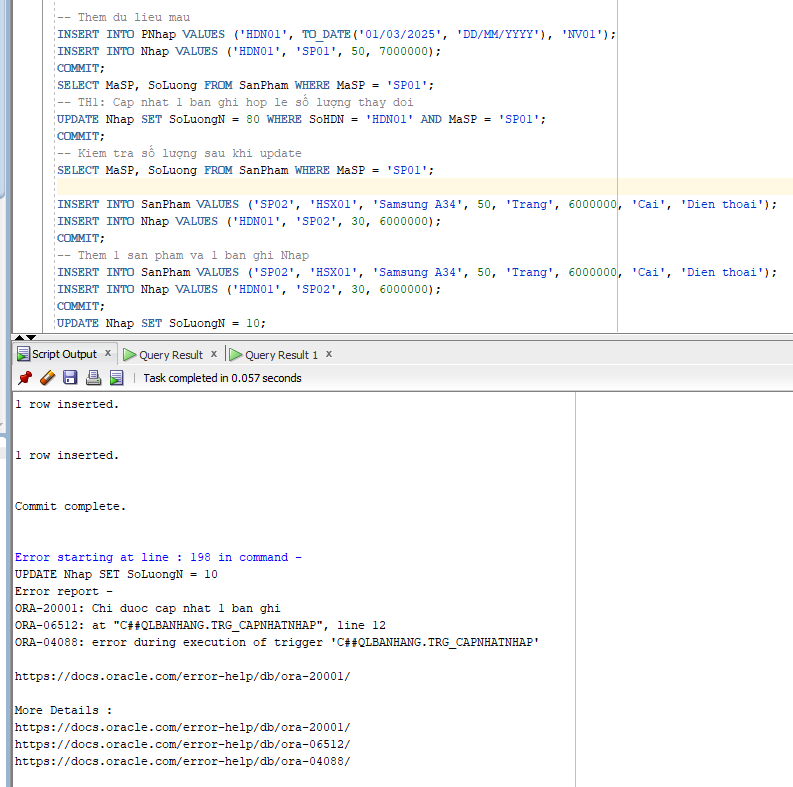 -- Them du lieu mau
INSERT INTO PNhap VALUES ('HDN01', TO_DATE('01/03/2025', 'DD/MM/YYYY'), 'NV01');
INSERT INTO Nhap VALUES ('HDN01', 'SP01', 50, 7000000);
COMMIT;
SELECT MaSP, SoLuong FROM SanPham WHERE MaSP = 'SP01';
-- TH1: Cap nhat 1 ban ghi hop le số lượng thay doi
UPDATE Nhap SET SoLuongN = 80 WHERE SoHDN = 'HDN01' AND MaSP = 'SP01';
COMMIT;
-- Kiem tra số lượng sau khi update
SELECT MaSP, SoLuong FROM SanPham WHERE MaSP = 'SP01';
INSERT INTO SanPham VALUES ('SP02', 'HSX01', 'Samsung A34', 50, 'Trang', 6000000, 'Cai', 'Dien thoai');
INSERT INTO Nhap VALUES ('HDN01', 'SP02', 30, 6000000);
COMMIT;
-- Them 1 san pham va 1 ban ghi Nhap
INSERT INTO SanPham VALUES ('SP02', 'HSX01', 'Samsung A34', 50, 'Trang', 6000000, 'Cai', 'Dien thoai');
INSERT INTO Nhap VALUES ('HDN01', 'SP02', 30, 6000000);
COMMIT;
UPDATE Nhap SET SoLuongN = 10;
Script Output x Query Result x Query Result 1 x
Task completed in 0.057 seconds
1 row inserted.
1 row inserted.
Commit complete.
Error starting at line : 198 in command -
UPDATE Nhap SET SoLuongN = 10
Error report -
ORA-20001: Chi duoc cap nhat 1 ban ghi
ORA-06512: at "C##QLBANHANG.TRG_CAPNHATNHAP", line 12
ORA-04088: error during execution of trigger 'C##QLBANHANG.TRG_CAPNHATNHAP'
https://docs.oracle.com/error-help/db/ora-20001/
More Details :
https://docs.oracle.com/error-help/db/ora-20001/
https://docs.oracle.com/error-help/db/ora-06512/
https://docs.oracle.com/error-help/db/ora-04088/